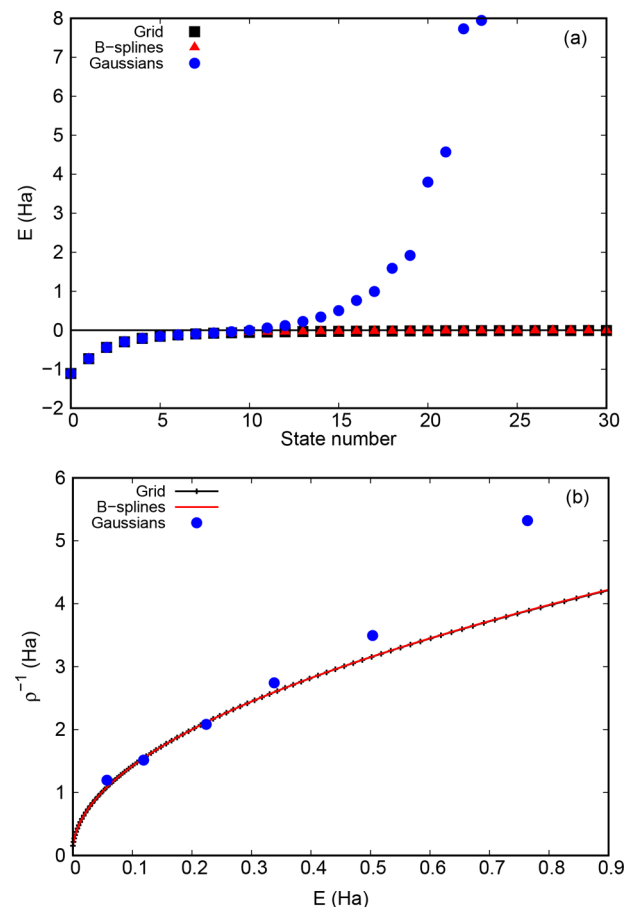 8
7
6
5
4
3
2
1
0
−1
−2
E (Ha)
Grid
B−splines
Gaussians
(a)
0 5 10 15 20 25 30
State number
6
5
4
3
2
1
0
ρ⁻¹ (Ha)
Grid
B−splines
Gaussians
(b)
0 0.1 0.2 0.3 0.4 0.5 0.6 0.7 0.8 0.9
E (Ha)